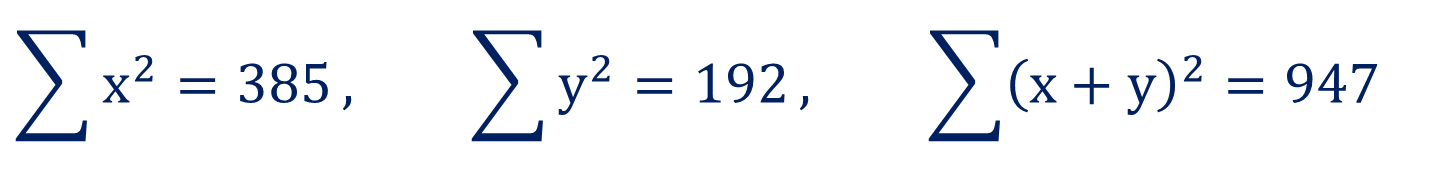 ∑ x² = 385 , ∑ y² = 192 , ∑(x + y)² = 947